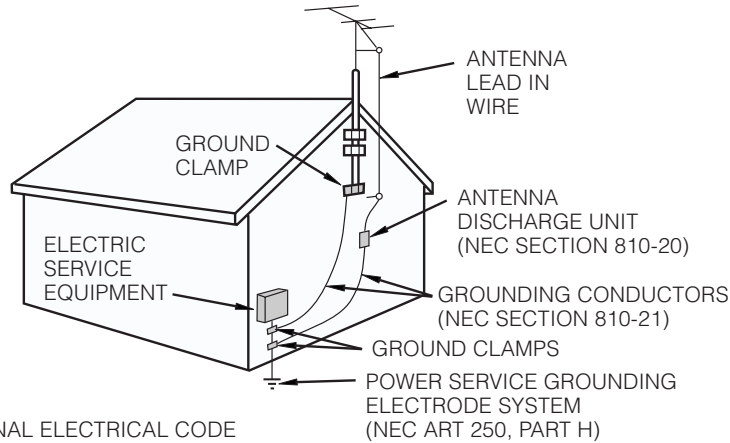 ANTENNA
LEAD IN
WIRE
GROUND
CLAMP
ANTENNA
DISCHARGE UNIT
(NEC SECTION 810-20)
ELECTRIC
SERVICE
EQUIPMENT
GROUNDING CONDUCTORS
(NEC SECTION 810-21)
GROUND CLAMPS
POWER SERVICE GROUNDING
ELECTRODE SYSTEM
(NEC ART 250, PART H)
ELECTRICAL CODE